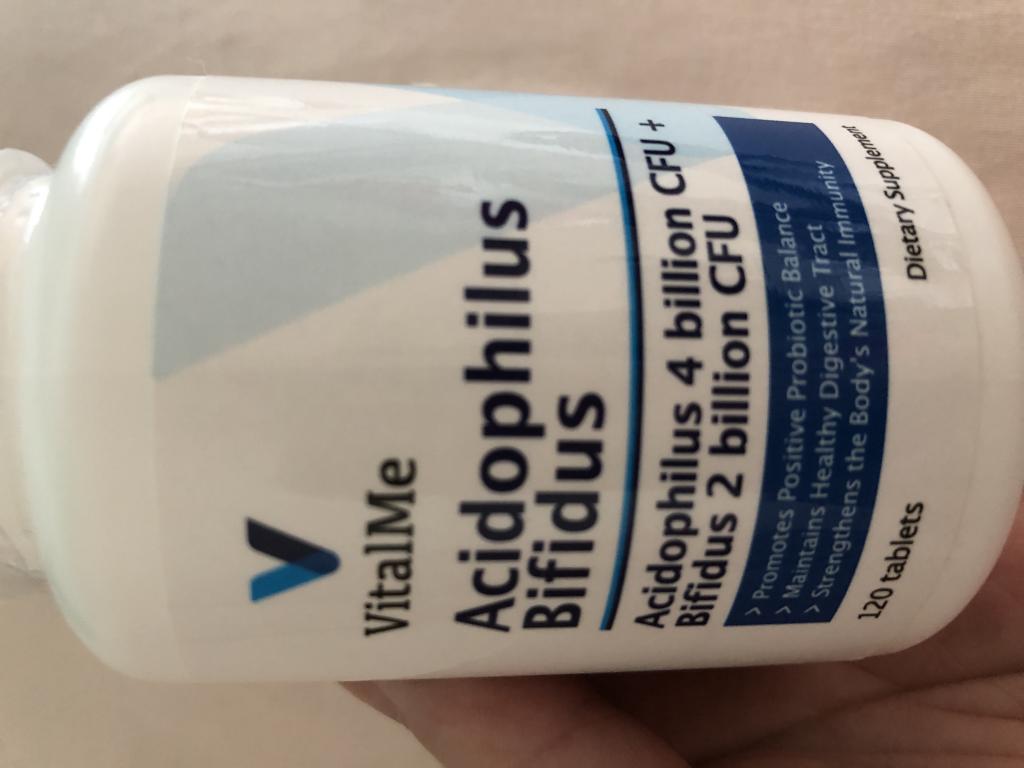 VitalMe
Acidophilus
Bifidus
Acidophilus 4 billion CFU +
Bifidus 2 billion CFU
> Promotes Positive Probiotic Balance
> Maintains Healthy Digestive Tract
> Strengthens the Body's Natural Immunity
120 tablets Dietary Supplement